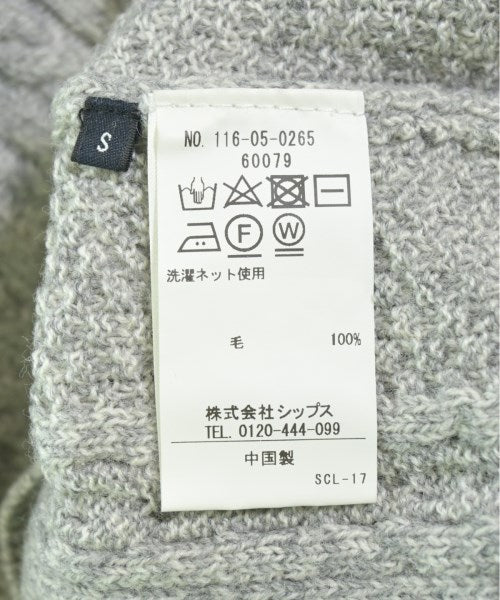 S
NO. 116-05-0265
60079
F W
洗濯ネット使用
毛 100%
株式会社シップス
TEL. 0120-444-099
中国製
SCL-17